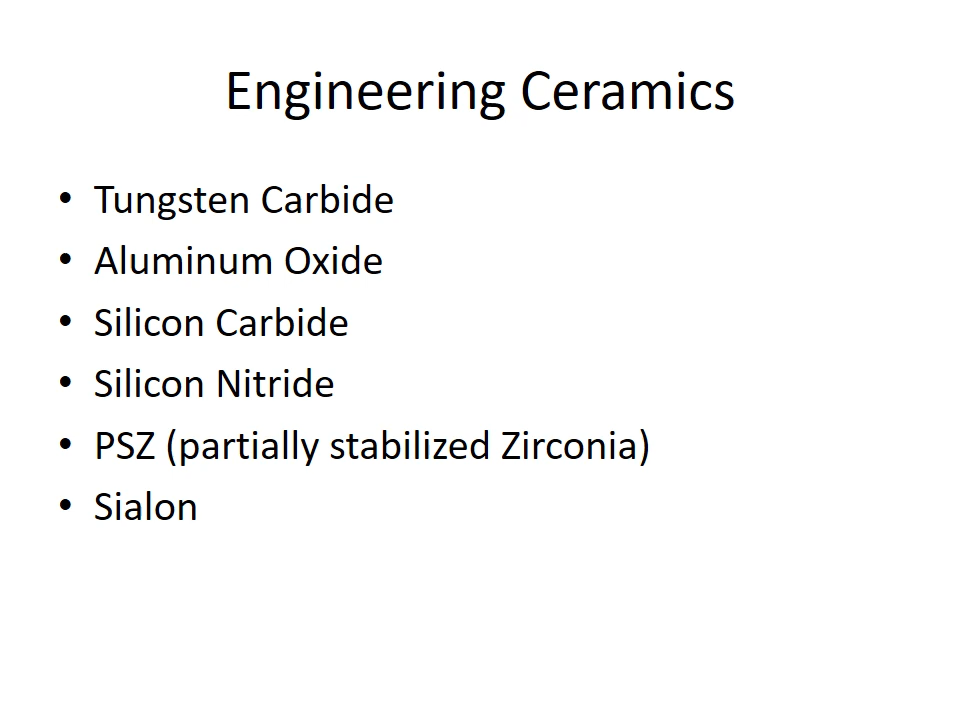 Engineering Ceramics
• Tungsten Carbide
• Aluminum Oxide
• Silicon Carbide
• Silicon Nitride
• PSZ (partially stabilized Zirconia)
• Sialon